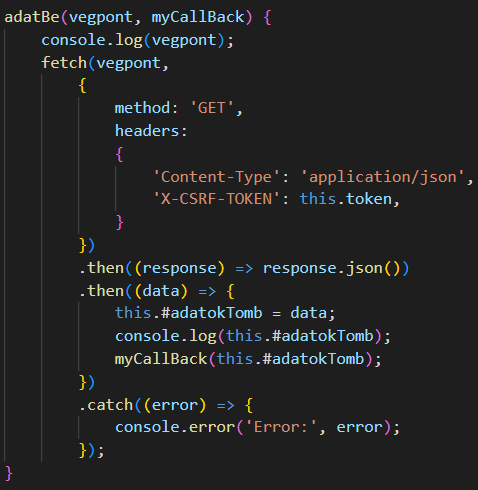 adatBe(vegpont, myCallBack) {
    console.log(vegpont);
    fetch(vegpont,
        {
            method: 'GET',
            headers:
            {
                'Content-Type': 'application/json',
                'X-CSRF-TOKEN': this.token,
            }
        })
        .then((response) => response.json())
        .then((data) => {
            this.#adatokTomb = data;
            console.log(this.#adatokTomb);
            myCallBack(this.#adatokTomb);
        })
        .catch((error) => {
            console.error('Error:', error);
        });
}